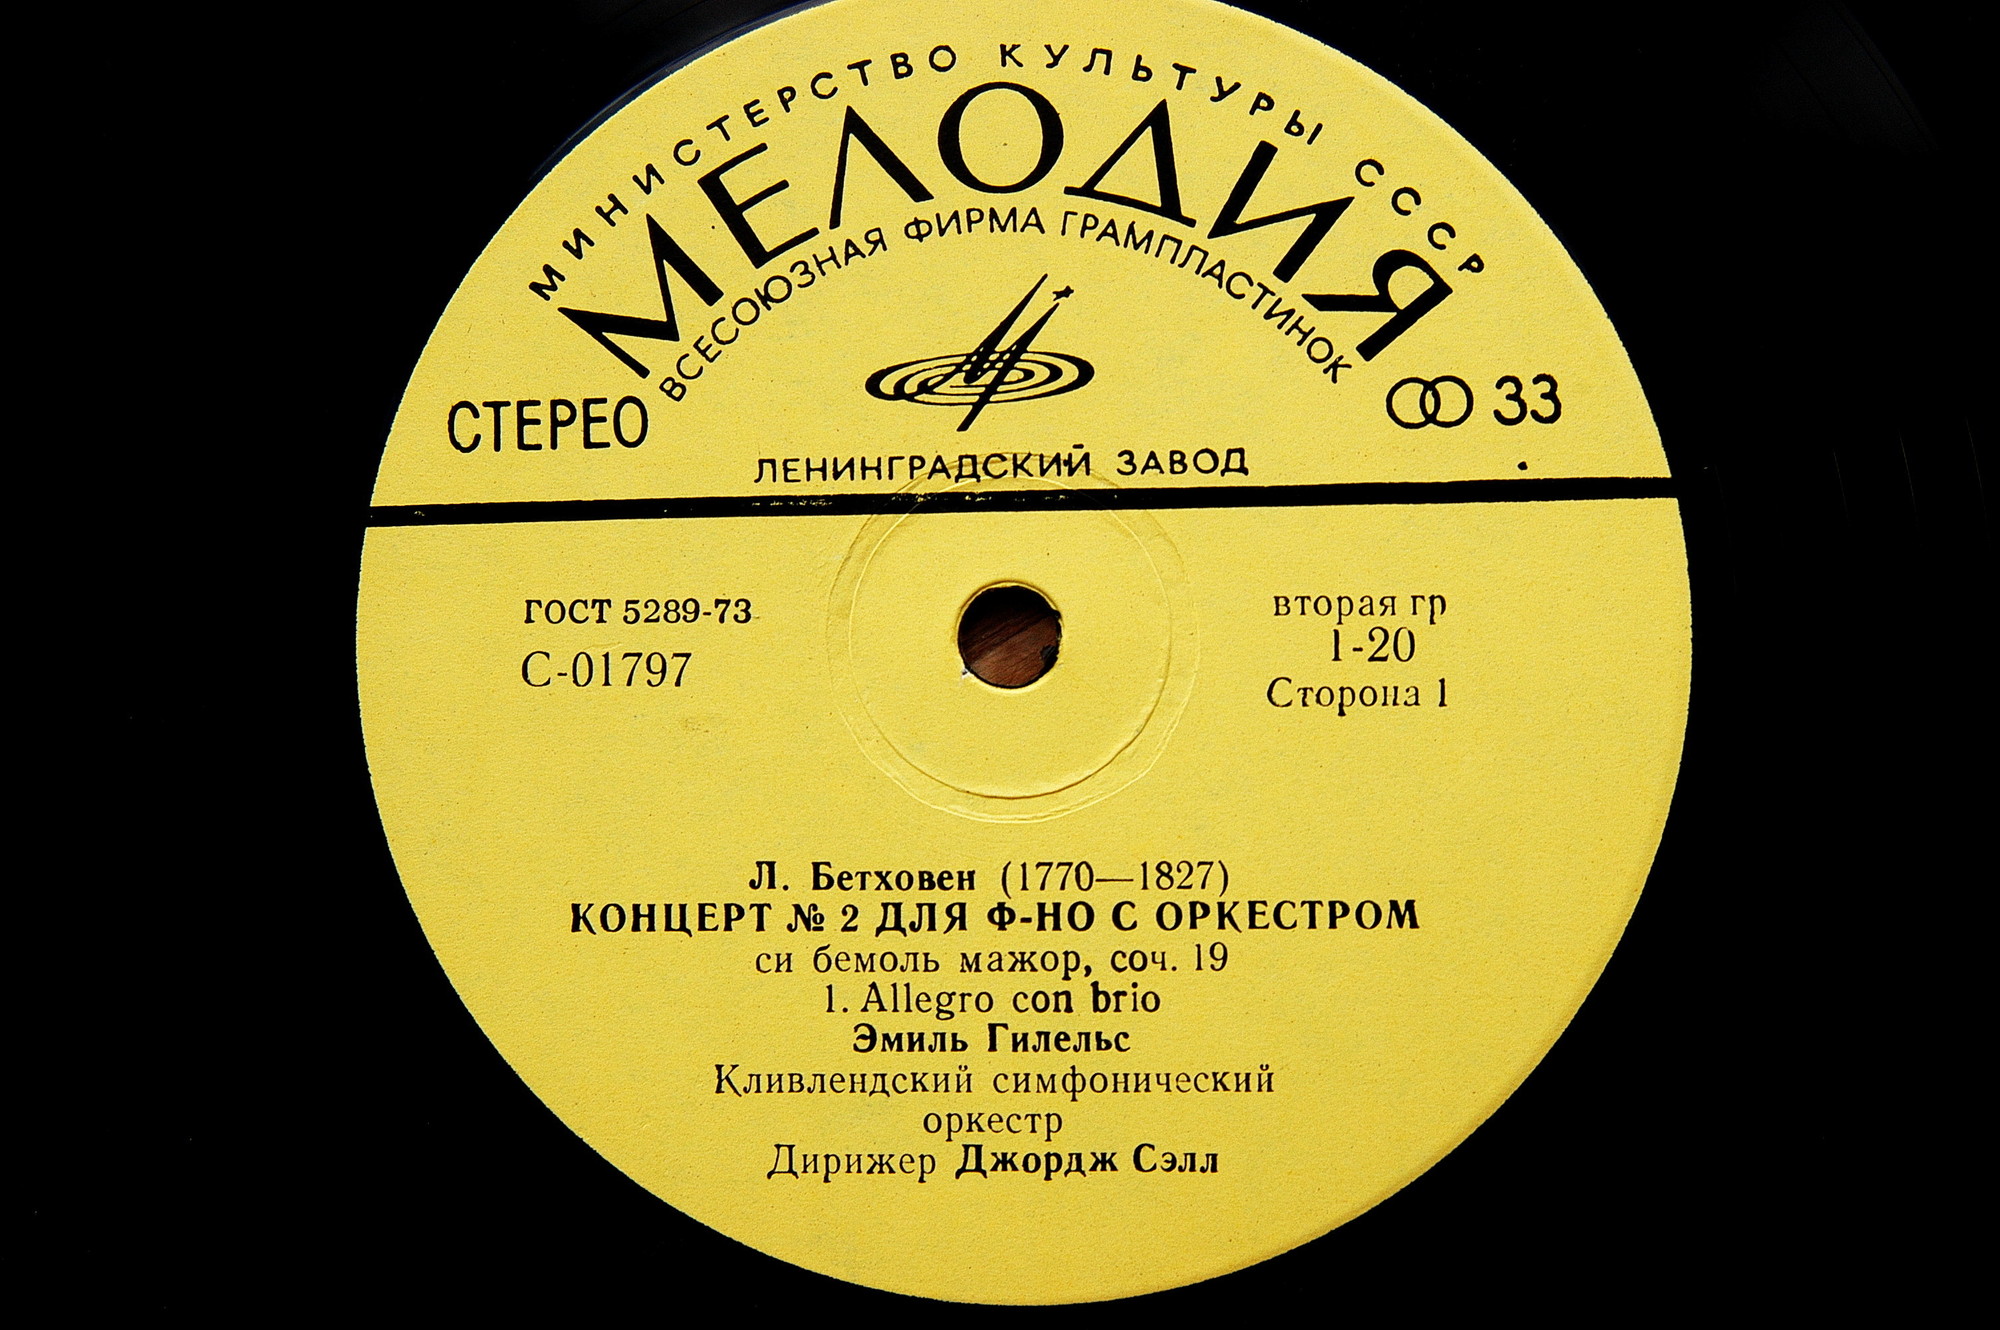 МИНИСТЕРСТВО КУЛЬТУРЫ СССР
МЕЛОДИЯ
ВСЕСОЮЗНАЯ ФИРМА ГРАМПЛАСТИНОК
СТЕРЕО
33
ЛЕНИНГРАДСКИЙ ЗАВОД
ГОСТ 5289-73
С-01797
вторая гр
1-20
Сторона 1
Л. Бетховен (1770—1827)
КОНЦЕРТ № 2 ДЛЯ Ф-НО С ОРКЕСТРОМ
си бемоль мажор, соч. 19
1. Allegro con brio
Эмиль Гилельс
Кливлендский симфонический
оркестр
Дирижер Джордж Сэлл